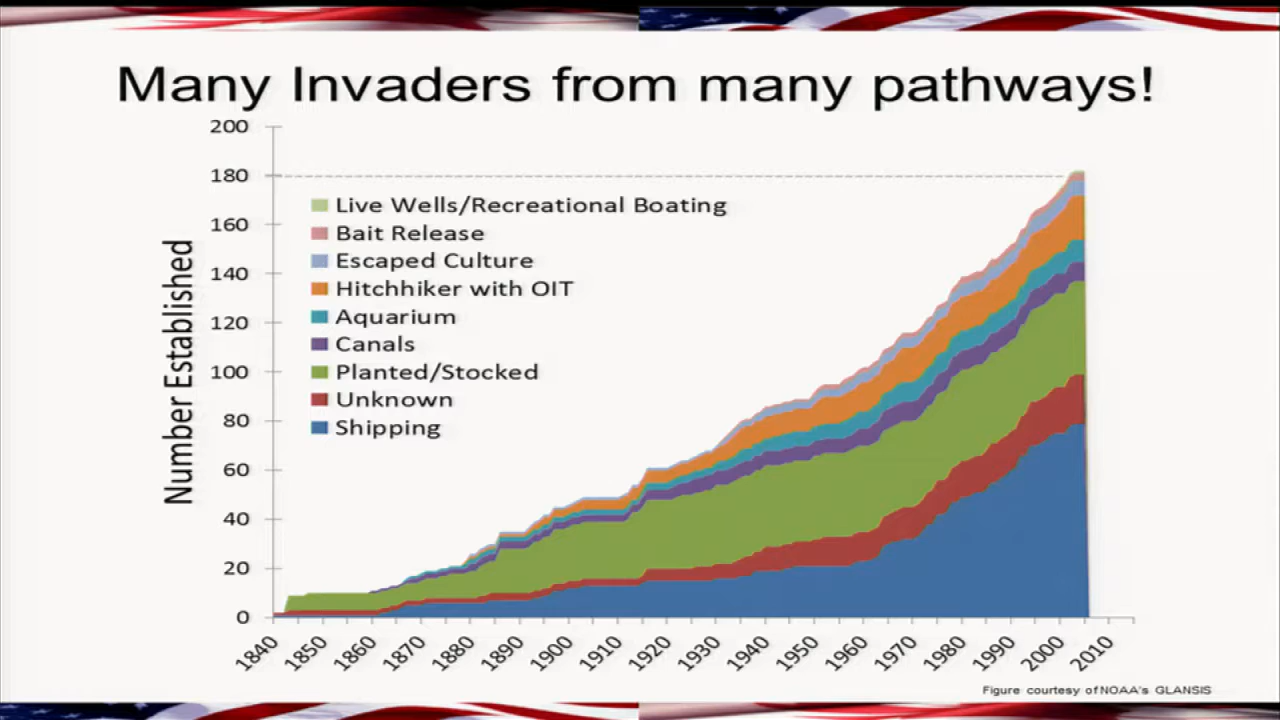 Many Invaders from many pathways!
200
180
160
140
120
100
80
60
40
20
0
Number Established
Live Wells/Recreational Boating
Bait Release
Escaped Culture
Hitchhiker with OIT
Aquarium
Canals
Planted/Stocked
Unknown
Shipping
1840 1850 1860 1870 1880 1890 1900 1910 1920 1930 1940 1950 1960 1970 1980 1990 2000 2010
Figure courtesy of NOAA's GLANSIS